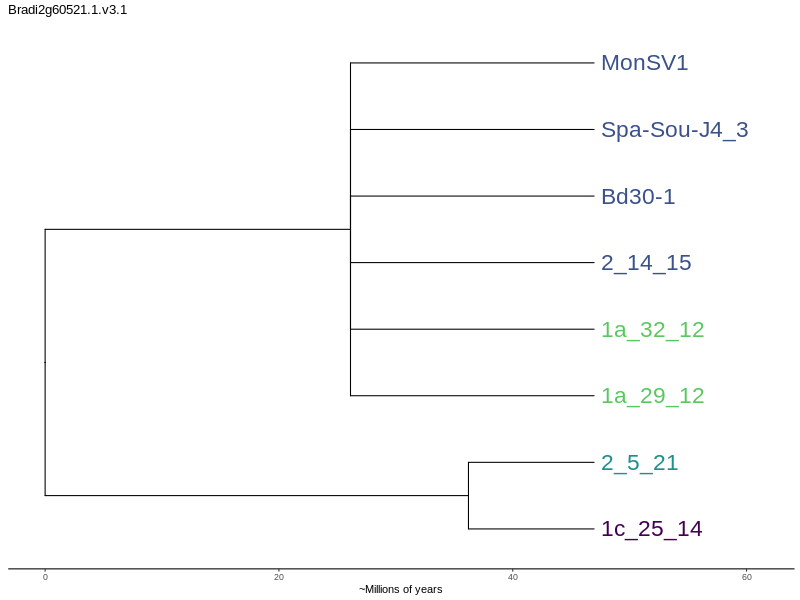 Bradi2g60521.1.v3.1
MonSV1
Spa-Sou-J4_3
Bd30-1
2_14_15
1a_32_12
1a_29_12
2_5_21
1c_25_14
0 20 40 60
~Millions of years